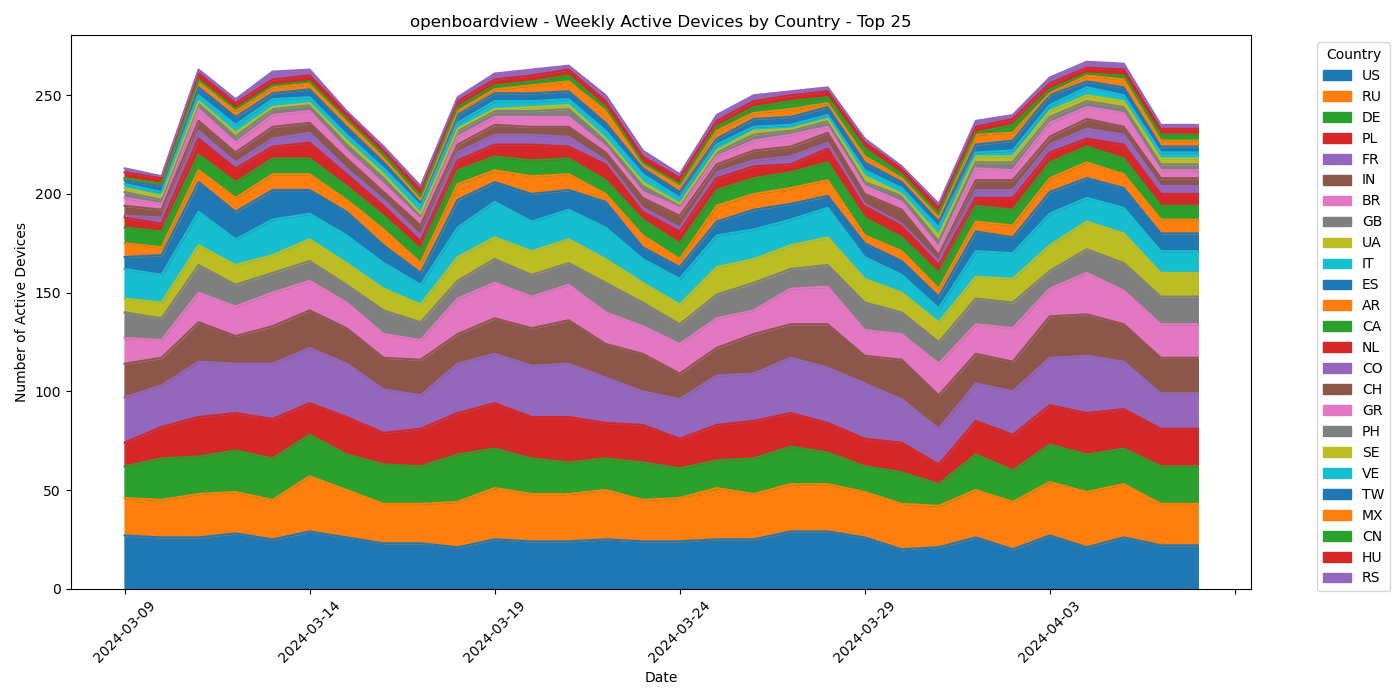 openboardview - Weekly Active Devices by Country - Top 25
Number of Active Devices
250
200
150
100
50
0
2024-03-09
2024-03-14
2024-03-19
2024-03-24
2024-03-29
2024-04-03
Date
Country
US
RU
DE
PL
FR
IN
BR
GB
UA
IT
ES
AR
CA
NL
CO
CH
GR
PH
SE
VE
TW
MX
CN
HU
RS